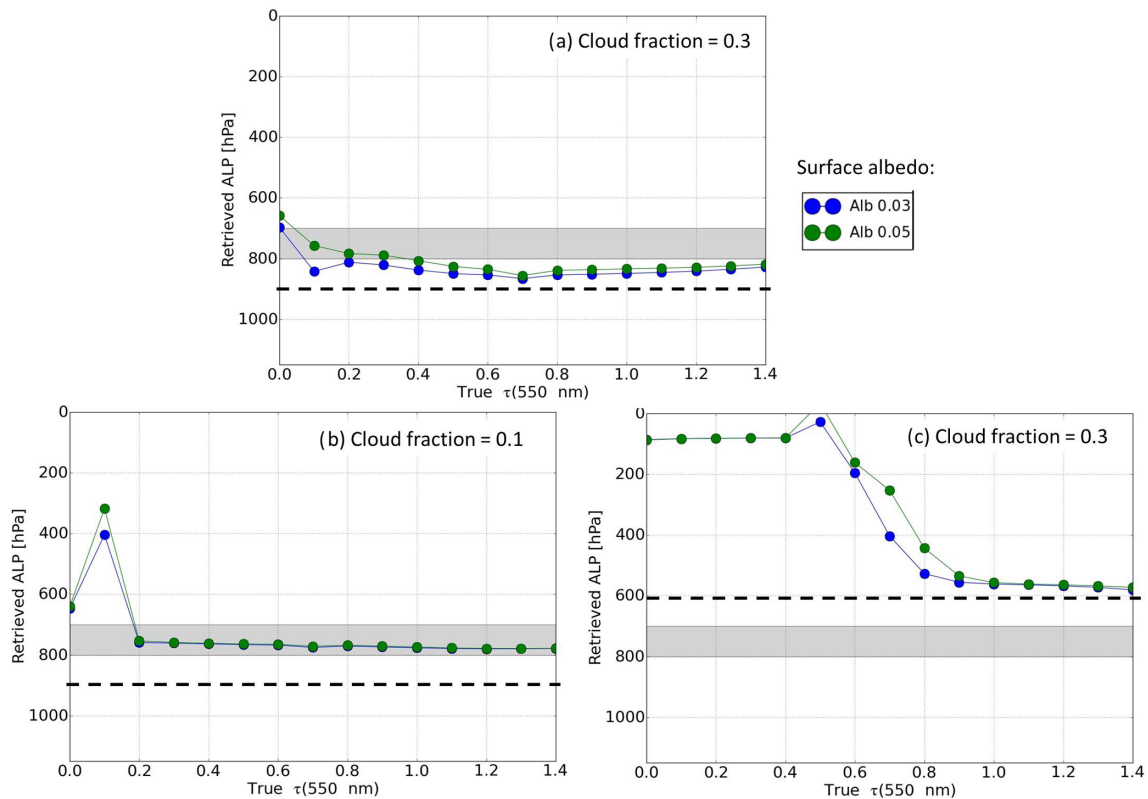 (a) Cloud fraction = 0.3
Retrieved ALP [hPa]
0
200
400
600
800
1000
0.0 0.2 0.4 0.6 0.8 1.0 1.2 1.4
True τ(550 nm)
Surface albedo:
Alb 0.03
Alb 0.05
(b) Cloud fraction = 0.1
Retrieved ALP [hPa]
0
200
400
600
800
1000
0.0 0.2 0.4 0.6 0.8 1.0 1.2 1.4
True τ(550 nm)
(c) Cloud fraction = 0.3
Retrieved ALP [hPa]
0
200
400
600
800
1000
0.0 0.2 0.4 0.6 0.8 1.0 1.2 1.4
True τ(550 nm)